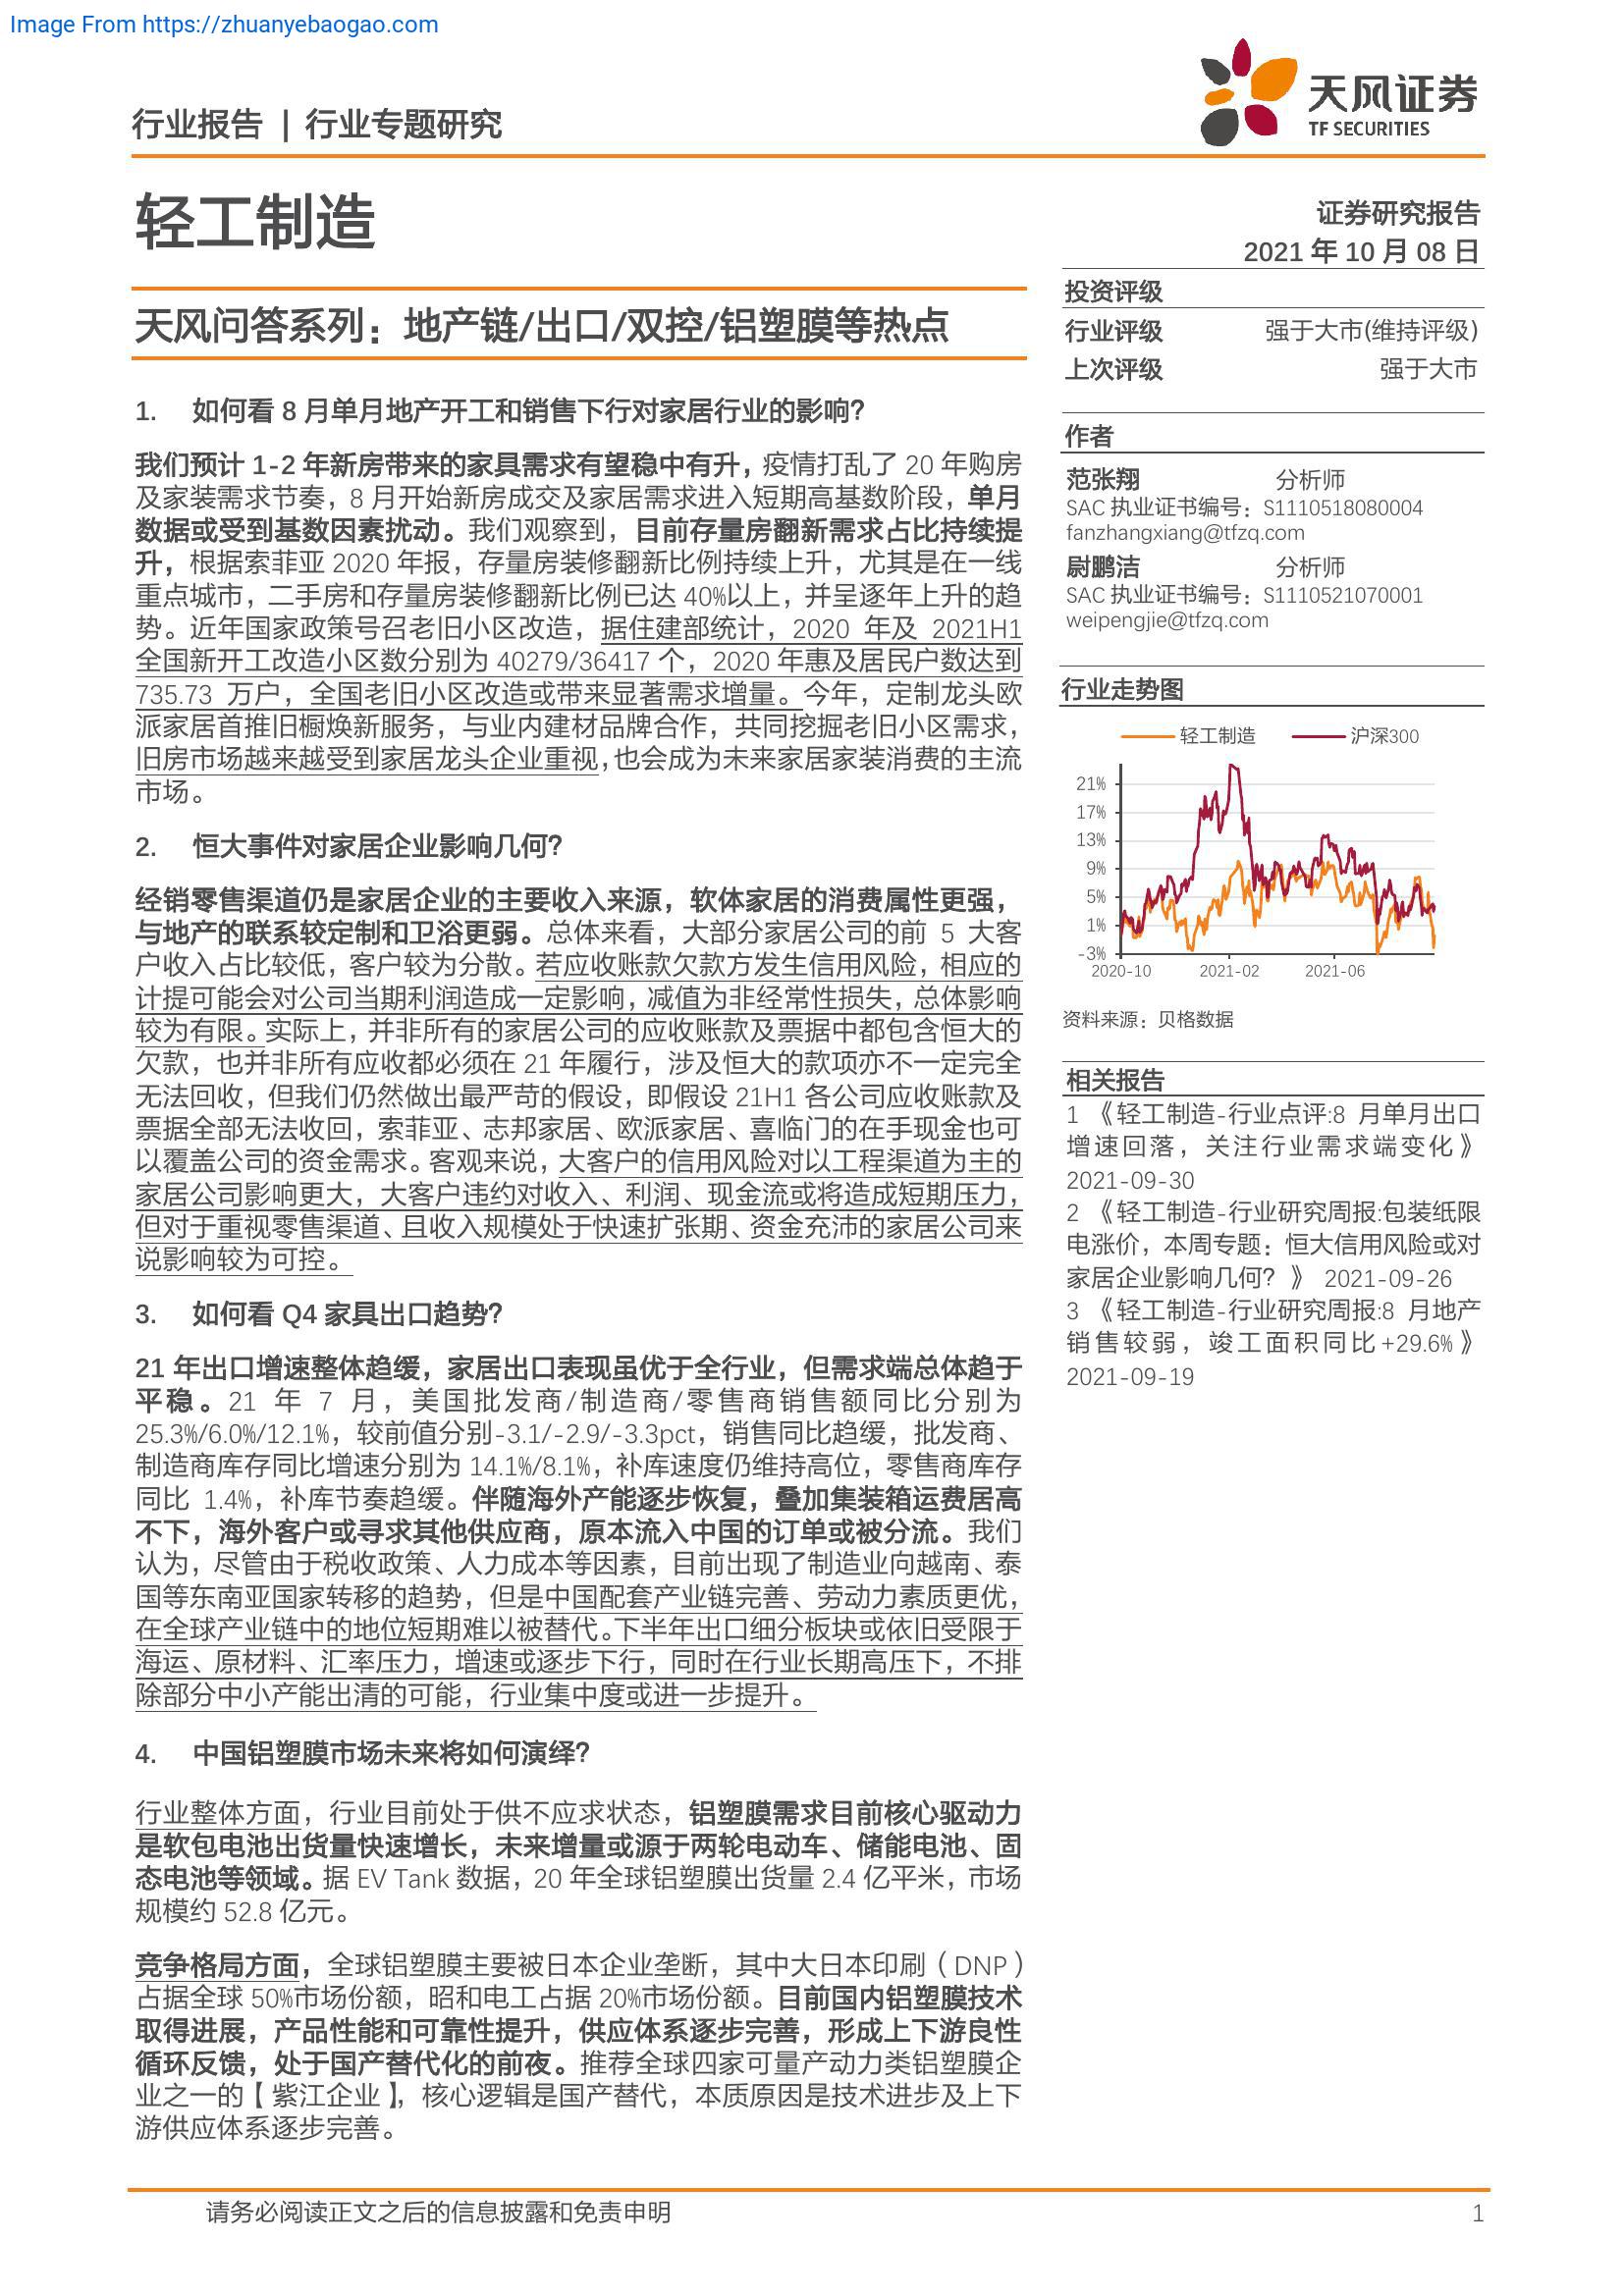 Image From https://zhuanyebaogao.com
行业报告 | 行业专题研究
天风证券
TF SECURITIES
轻工制造
证券研究报告
2021 年 10 月 08 日
天风问答系列：地产链/出口/双控/铝塑膜等热点
1. 如何看 8 月单月地产开工和销售下行对家居行业的影响？
我们预计 1-2 年新房带来的家具需求有望稳中有升，疫情打乱了 20 年购房
及家装需求节奏，8 月开始新房成交及家居需求进入短期高基数阶段，单月
数据或受到基数因素扰动。我们观察到，目前存量房翻新需求占比持续提
升，根据索菲亚 2020 年报，存量房装修翻新比例持续上升，尤其是在一线
重点城市，二手房和存量房装修翻新比例已达 40%以上，并呈逐年上升的趋
势。近年国家政策号召老旧小区改造，据住建部统计，2020 年及 2021H1
全国新开工改造小区数分别为 40279/36417 个，2020 年惠及居民户数达到
735.73 万户，全国老旧小区改造或带来显著需求增量。今年，定制龙头欧
派家居首推旧橱焕新服务，与业内建材品牌合作，共同挖掘老旧小区需求，
旧房市场越来越受到家居龙头企业重视，也会成为未来家居家装消费的主流
市场。
2. 恒大事件对家居企业影响几何？
经销零售渠道仍是家居企业的主要收入来源，软体家居的消费属性更强，
与地产的联系较定制和卫浴更弱。总体来看，大部分家居公司的前 5 大客
户收入占比较低，客户较为分散。若应收账款欠款方发生信用风险，相应的
计提可能会对公司当期利润造成一定影响，减值为非经常性损失，总体影响
较为有限。实际上，并非所有的家居公司的应收账款及票据中都包含恒大的
欠款，也并非所有应收都必须在 21 年履行，涉及恒大的款项亦不一定完全
无法回收，但我们仍然做出最严苛的假设，即假设 21H1 各公司应收账款及
票据全部无法收回，索菲亚、志邦家居、欧派家居、喜临门的在手现金也可
以覆盖公司的资金需求。客观来说，大客户的信用风险对以工程渠道为主的
家居公司影响更大，大客户违约对收入、利润、现金流或将造成短期压力，
但对于重视零售渠道、且收入规模处于快速扩张期、资金充沛的家居公司来
说影响较为可控。
3. 如何看 Q4 家具出口趋势？
21 年出口增速整体趋缓，家居出口表现虽优于全行业，但需求端总体趋于
平稳。21 年 7 月，美国批发商/制造商/零售商销售额同比分别为
25.3%/6.0%/12.1%，较前值分别-3.1/-2.9/-3.3pct，销售同比趋缓，批发商、
制造商库存同比增速分别为 14.1%/8.1%，补库速度仍维持高位，零售商库存
同比 1.4%，补库节奏趋缓。伴随海外产能逐步恢复，叠加集装箱运费居高
不下，海外客户或寻求其他供应商，原本流入中国的订单或被分流。我们
认为，尽管由于税收政策、人力成本等因素，目前出现了制造业向越南、泰
国等东南亚国家转移的趋势，但是中国配套产业链完善、劳动力素质更优，
在全球产业链中的地位短期难以被替代。下半年出口细分板块或依旧受限于
海运、原材料、汇率压力，增速或逐步下行，同时在行业长期高压下，不排
除部分中小产能出清的可能，行业集中度或进一步提升。
4. 中国铝塑膜市场未来将如何演绎？
行业整体方面，行业目前处于供不应求状态，铝塑膜需求目前核心驱动力
是软包电池出货量快速增长，未来增量或源于两轮电动车、储能电池、固
态电池等领域。据 EV Tank 数据，20 年全球铝塑膜出货量 2.4 亿平米，市场
规模约 52.8 亿元。
竞争格局方面，全球铝塑膜主要被日本企业垄断，其中大日本印刷（DNP）
占据全球 50%市场份额，昭和电工占据 20%市场份额。目前国内铝塑膜技术
取得进展，产品性能和可靠性提升，供应体系逐步完善，形成上下游良性
循环反馈，处于国产替代化的前夜。推荐全球四家可量产动力类铝塑膜企
业之一的【紫江企业】，核心逻辑是国产替代，本质原因是技术进步及上下
游供应体系逐步完善。
投资评级
行业评级 强于大市(维持评级)
上次评级 强于大市
作者
范张翔 分析师
SAC 执业证书编号：S1110518080004
fanzhangxiang@tfzq.com
尉鹏洁 分析师
SAC 执业证书编号：S1110521070001
weipengjie@tfzq.com
行业走势图
轻工制造 沪深300
21%
17%
13%
9%
5%
1%
-3%
2020-10 2021-02 2021-06
资料来源：贝格数据
相关报告
1 《轻工制造-行业点评:8 月单月出口
增速回落，关注行业需求端变化》
2021-09-30
2 《轻工制造-行业研究周报:包装纸限
电涨价，本周专题：恒大信用风险或对
家居企业影响几何？》 2021-09-26
3 《轻工制造-行业研究周报:8 月地产
销售较弱，竣工面积同比+29.6%》
2021-09-19
请务必阅读正文之后的信息披露和免责申明 1